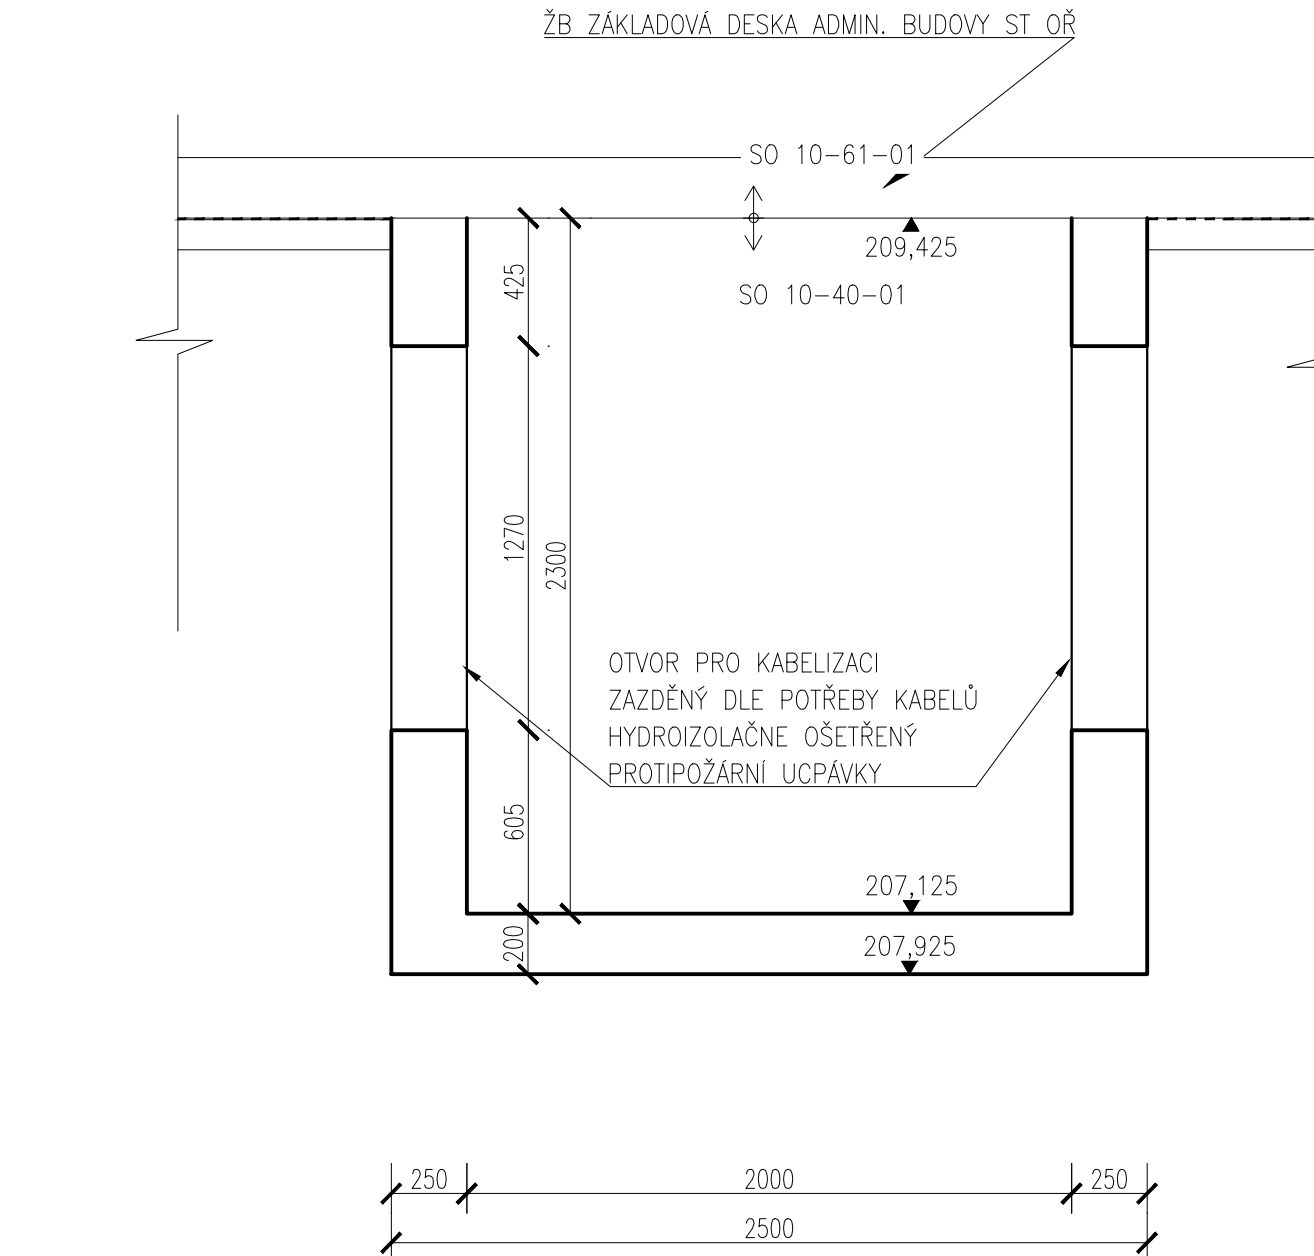 ŽB ZÁKLADOVÁ DESKA ADMIN. BUDOVY ST OŘ
SO 10-61-01
209,425
SO 10-40-01
425
1270
2300
OTVOR PRO KABELIZACI
ZAZDĚNÝ DLE POTŘEBY KABELŮ
HYDROIZOLAČNE OŠETŘENÝ
PROTIPOŽÁRNÍ UCPÁVKY
605
207,125
200
207,925
250
2000
250
2500